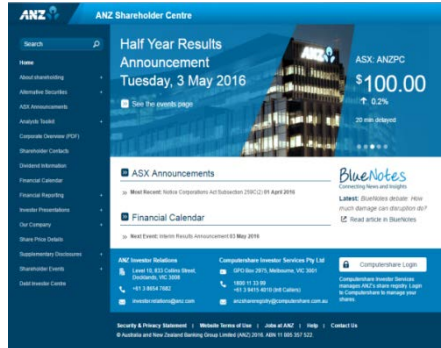 ANZ
ANZ Shareholder Centre
Search
Home
About shareholding
Alternative Securities
ASX Announcements
Analysts Toolkit
Corporate Overview (PDF)
Shareholder Contacts
Dividend Information
Financial Calendar
Financial Reporting
Investor Presentations
Our Company
Share Price Details
Supplementary Disclosures
Shareholder Events
Debt Investor Centre
Half Year Results
Announcement
Tuesday, 3 May 2016
See the events page
ANZ
ASX: ANZPC
$100.00
↑ 0.2%
20 min delayed
ASX Announcements
Most Recent: Notice Corporations Act Subsection 259C(2) 01 April 2016
Financial Calendar
Next Event: Interim Results Announcement 03 May 2016
BlueNotes
Connecting News and Insights
Latest: BlueNotes debate: How
much damage can disruption do?
Read article in BlueNotes
ANZ Investor Relations
Level 10, 833 Collins Street,
Docklands, VIC 3008
+61 3 8654 7682
investor.relations@anz.com
Computershare Investor Services Pty Ltd
GPO Box 2975, Melbourne, VIC 3001
1800 11 33 99
+61 3 9415 4010 (Intl Callers)
anzshareregistry@computershare.com.au
Computershare Login
Computershare Investor Services
manages ANZ's share registry. Login
to Computershare to manage your
shares.
Security & Privacy Statement | Website Terms of Use | Jobs at ANZ | Help | Contact Us
© Australia and New Zealand Banking Group Limited (ANZ) 2016. ABN 11 005 357 522.